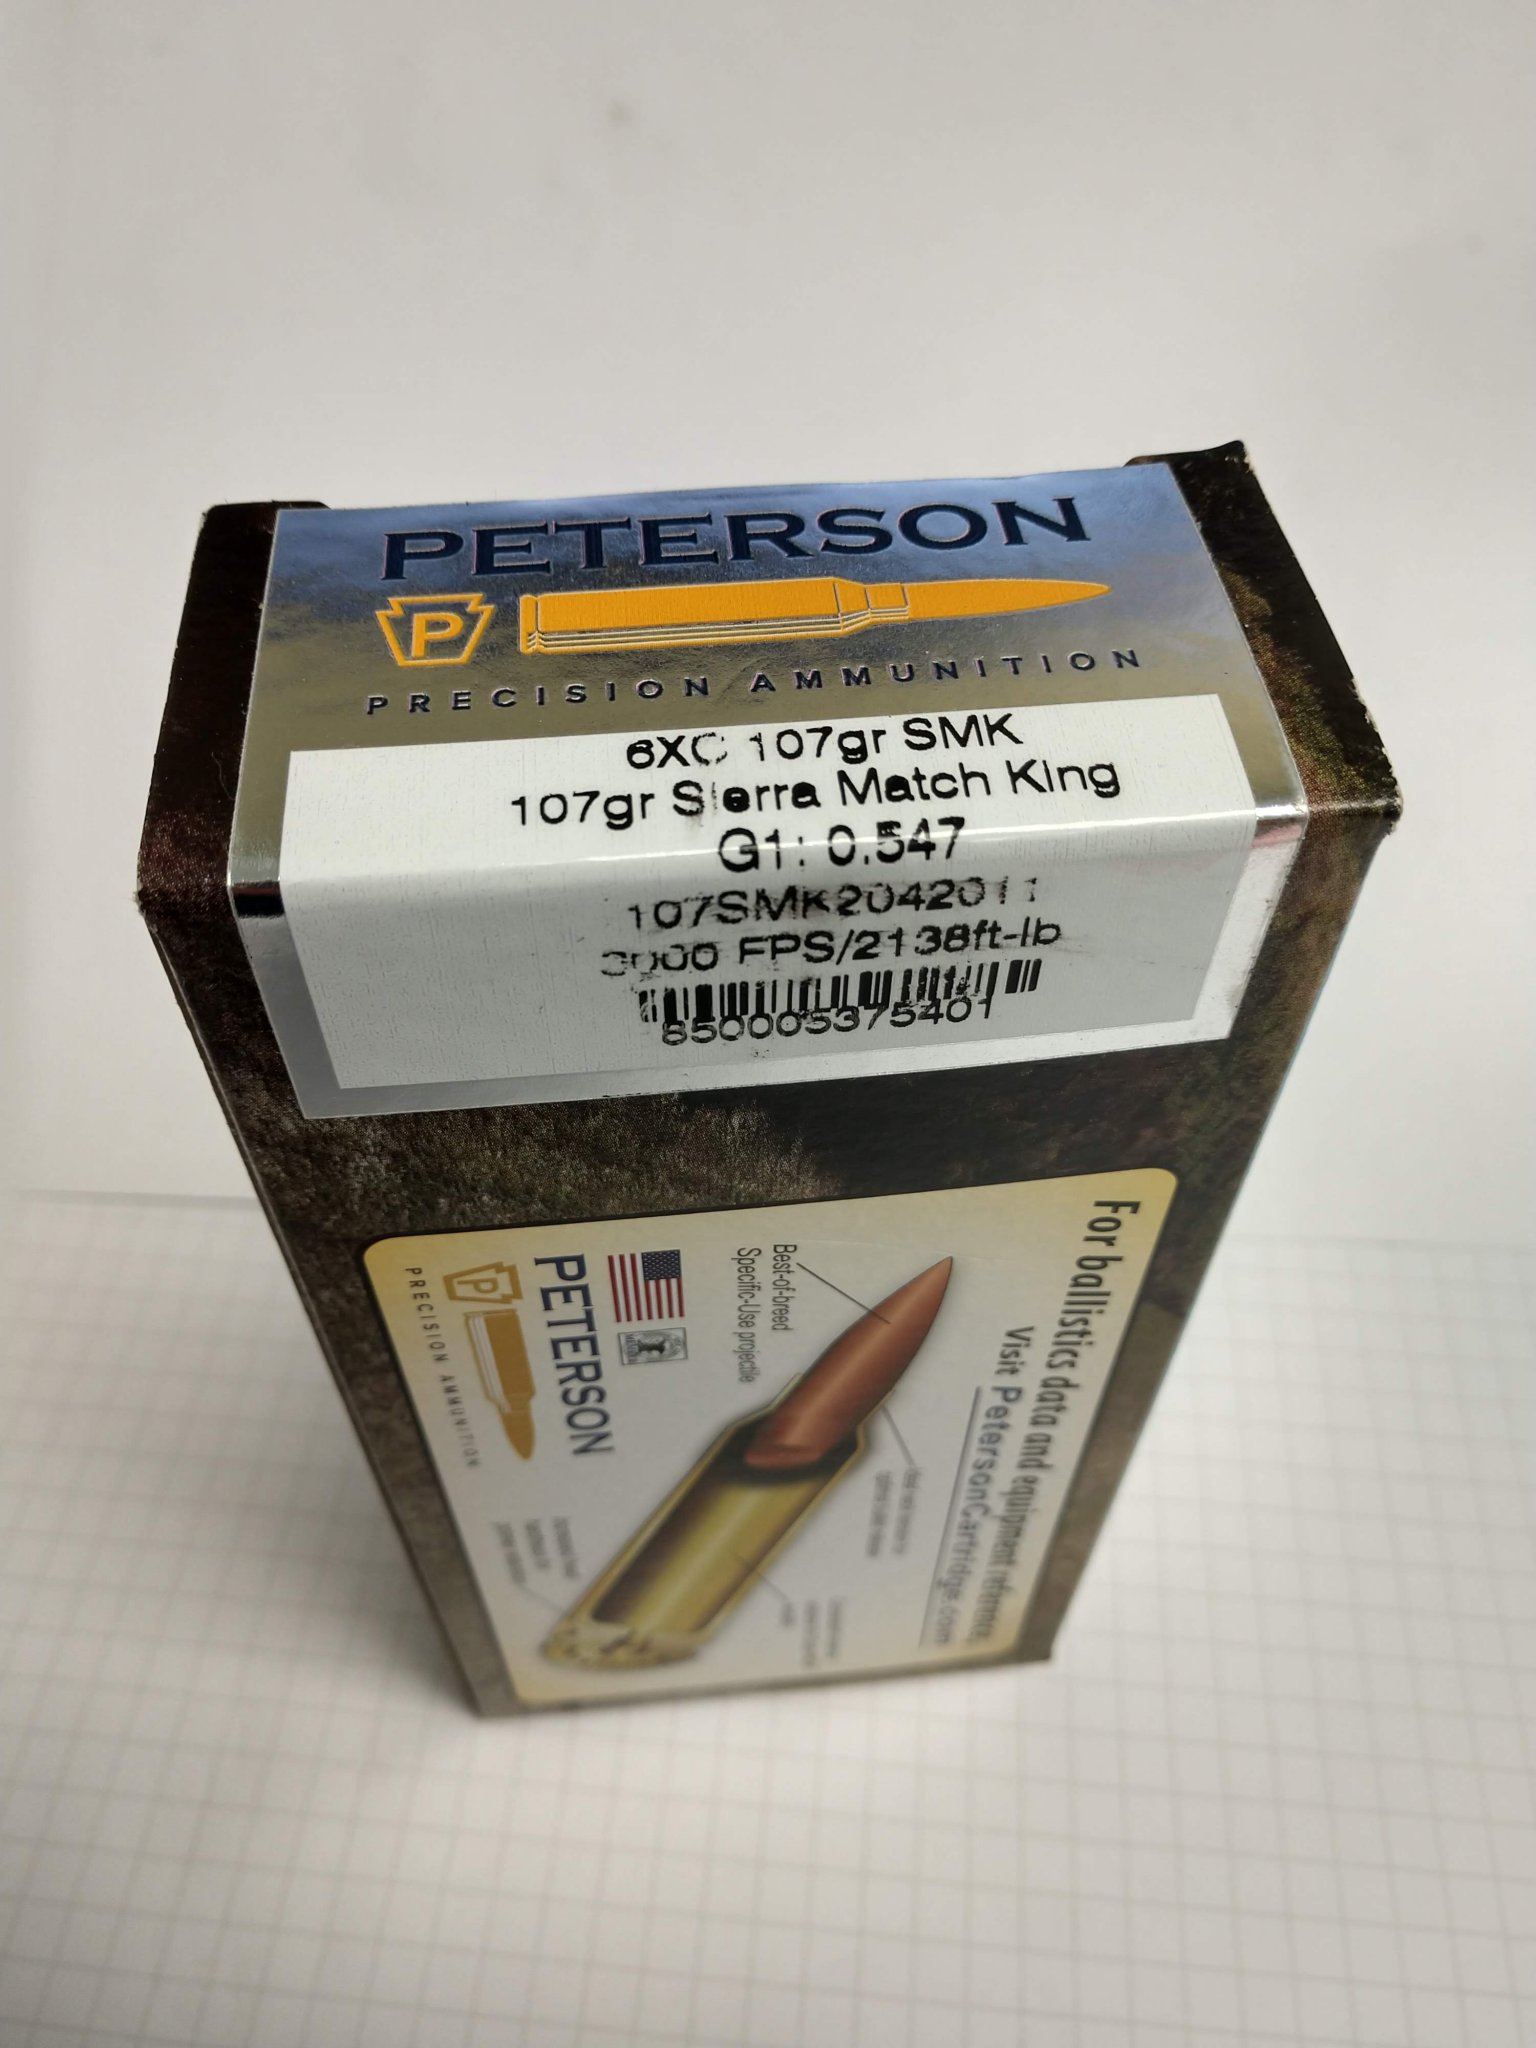 PETERSON
P
PRECISION AMMUNITION
6XC 107gr SMK
107gr Sierra Match King
G1: 0.547
107SMK2042011
3000 FPS/2138ft-lb
850005375401
For ballistics data and equipment reference,
Visit PetersonCartridge.com
Best-of-breed
Specific-Use projectile
PETERSON
P
PRECISION AMMUNITION